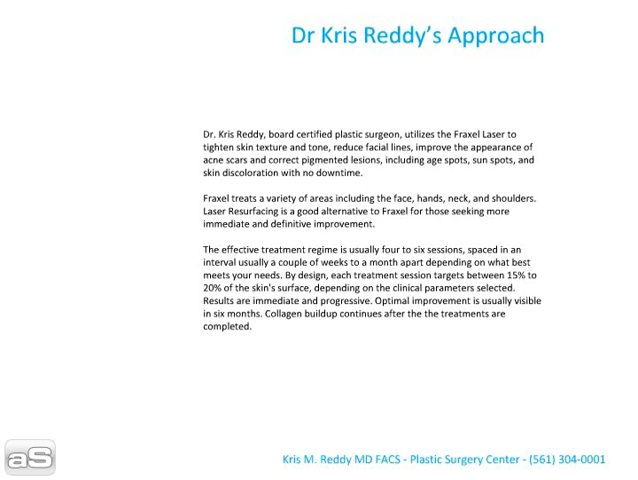 Dr Kris Reddy’s Approach
Dr. Kris Reddy, board certified plastic surgeon, utilizes the Fraxel Laser to
tighten skin texture and tone, reduce facial lines, improve the appearance of
acne scars and correct pigmented lesions, including age spots, sun spots, and
skin discoloration with no downtime.
Fraxel treats a variety of areas including the face, hands, neck, and shoulders.
Laser Resurfacing is a good alternative to Fraxel for those seeking more
immediate and definitive improvement.
The effective treatment regime is usually four to six sessions, spaced in an
interval usually a couple of weeks to a month apart depending on what best
meets your needs. By design, each treatment session targets between 15% to
20% of the skin's surface, depending on the clinical parameters selected.
Results are immediate and progressive. Optimal improvement is usually visible
in six months. Collagen buildup continues after the the treatments are
completed.
aS
Kris M. Reddy MD FACS - Plastic Surgery Center - (561) 304-0001